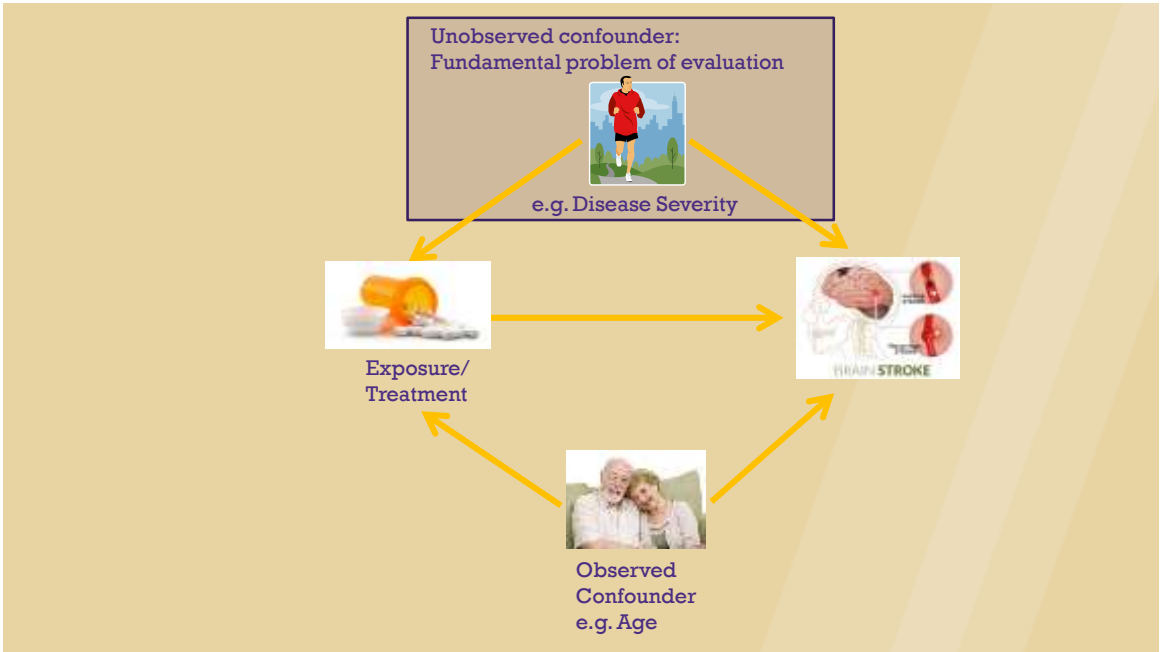 Unobserved confounder:
Fundamental problem of evaluation
e.g. Disease Severity
Exposure/
Treatment
BRAIN STROKE
Observed
Confounder
e.g. Age